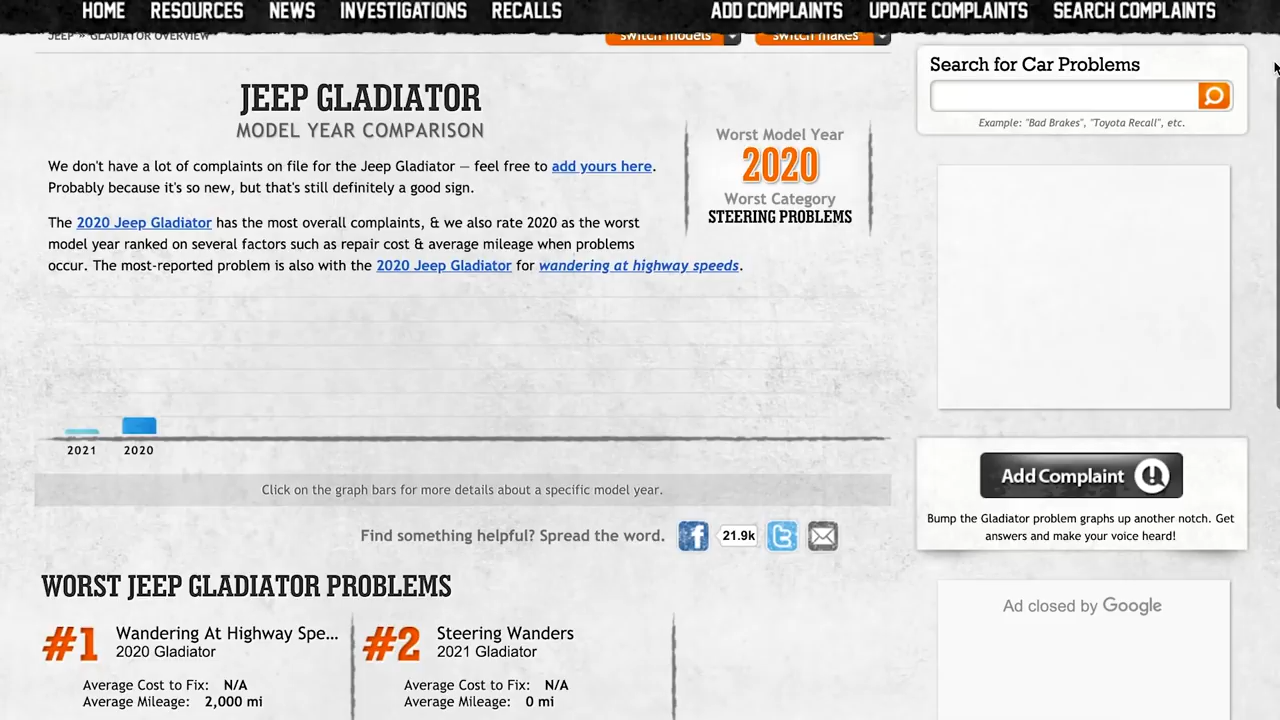 HOME RESOURCES NEWS INVESTIGATIONS RECALLS ADD COMPLAINTS UPDATE COMPLAINTS SEARCH COMPLAINTS
JEEP » GLADIATOR OVERVIEW
switch models switch makes
Search for Car Problems
Example: "Bad Brakes", "Toyota Recall", etc.
JEEP GLADIATOR
MODEL YEAR COMPARISON
We don't have a lot of complaints on file for the Jeep Gladiator — feel free to add yours here.
Probably because it's so new, but that's still definitely a good sign.
Worst Model Year
2020
Worst Category
STEERING PROBLEMS
The 2020 Jeep Gladiator has the most overall complaints, & we also rate 2020 as the worst
model year ranked on several factors such as repair cost & average mileage when problems
occur. The most-reported problem is also with the 2020 Jeep Gladiator for wandering at highway speeds.
2021 2020
Click on the graph bars for more details about a specific model year.
Add Complaint
Bump the Gladiator problem graphs up another notch. Get
answers and make your voice heard!
Find something helpful? Spread the word. 21.9k
WORST JEEP GLADIATOR PROBLEMS
#1 Wandering At Highway Spe...
2020 Gladiator
Average Cost to Fix: N/A
Average Mileage: 2,000 mi
#2 Steering Wanders
2021 Gladiator
Average Cost to Fix: N/A
Average Mileage: 0 mi
Ad closed by Google